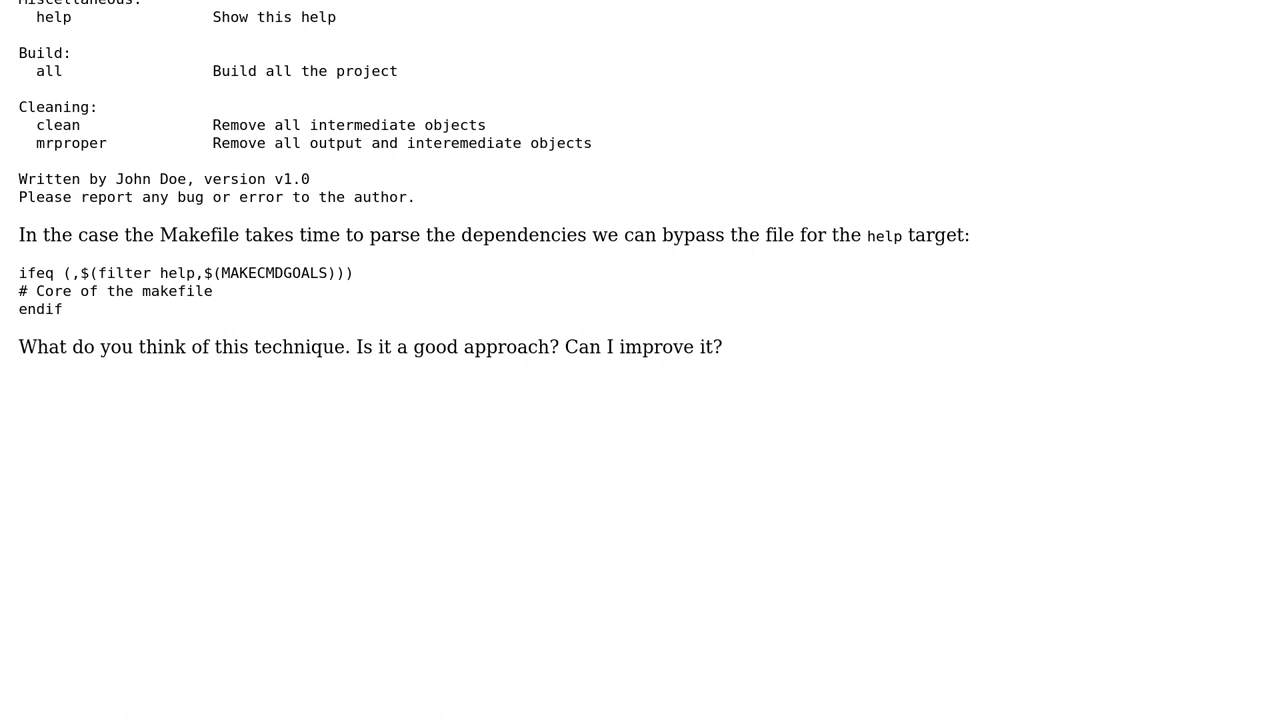 Miscellaneous:
help Show this help
Build:
all Build all the project
Cleaning:
clean Remove all intermediate objects
mrproper Remove all output and interemediate objects
Written by John Doe, version v1.0
Please report any bug or error to the author.
In the case the Makefile takes time to parse the dependencies we can bypass the file for the help target:
ifeq (,$(filter help,$(MAKECMDGOALS)))
# Core of the makefile
endif
What do you think of this technique. Is it a good approach? Can I improve it?